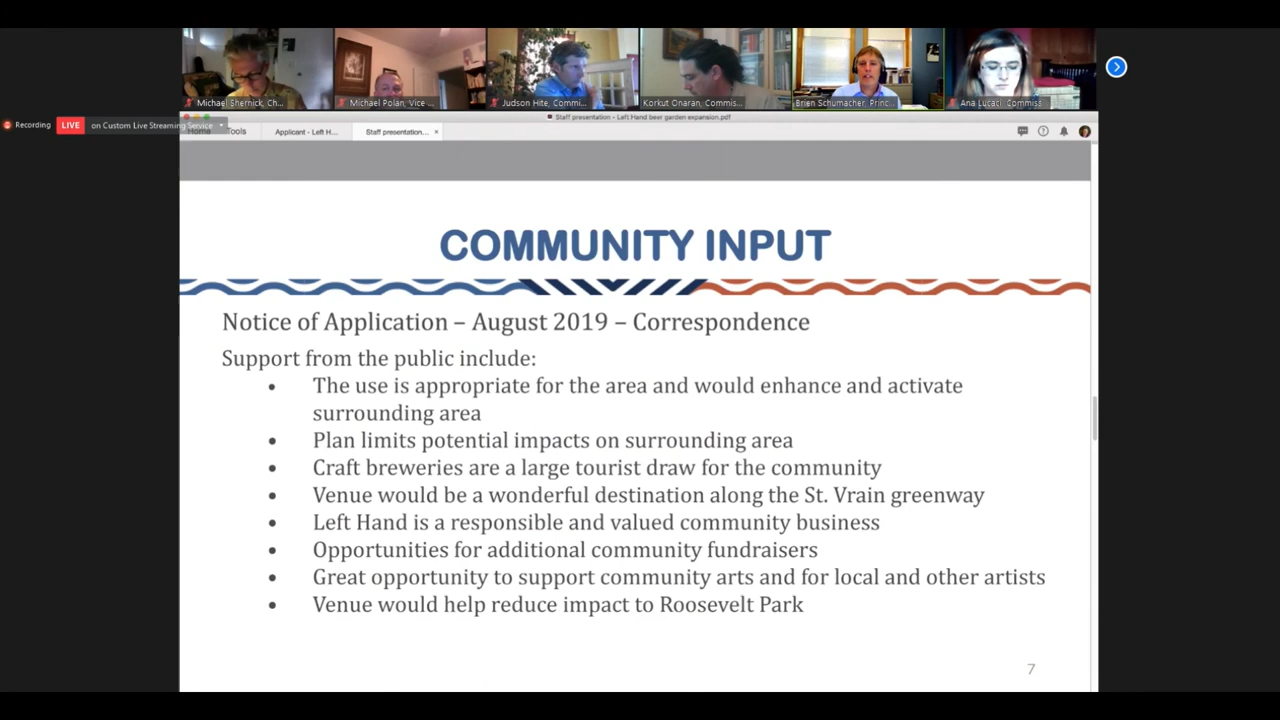 Michael Shernick, Ch...
Michael Polan, Vice ...
Judson Hite, Commi...
Korkut Onaran, Commis...
Brien Schumacher, Princ...
Ana Lucaci, Commiss...
Recording
LIVE
on Custom Live Streaming Service
Staff presentation - Left Hand beer garden expansion.pdf
Home
Tools
Applicant - Left H...
Staff presentation... ×
COMMUNITY INPUT
Notice of Application – August 2019 – Correspondence
Support from the public include:
• The use is appropriate for the area and would enhance and activate
surrounding area
• Plan limits potential impacts on surrounding area
• Craft breweries are a large tourist draw for the community
• Venue would be a wonderful destination along the St. Vrain greenway
• Left Hand is a responsible and valued community business
• Opportunities for additional community fundraisers
• Great opportunity to support community arts and for local and other artists
• Venue would help reduce impact to Roosevelt Park
7